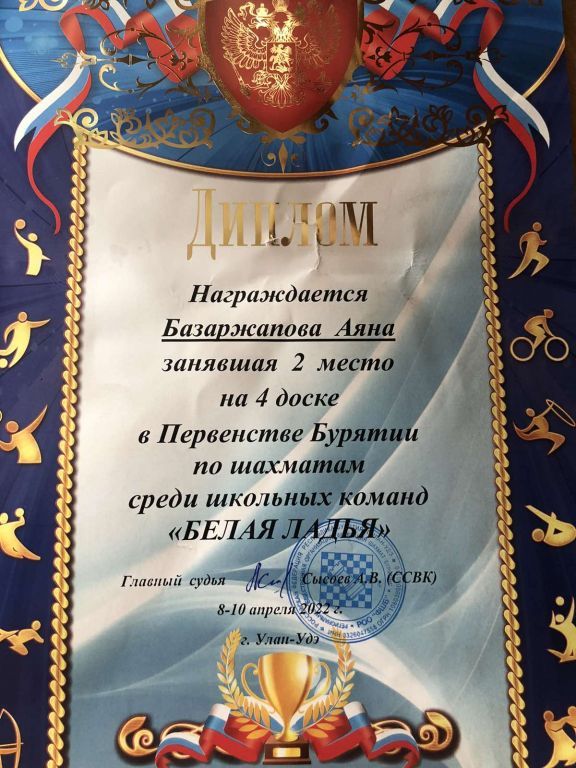 Диплом
Награждается
Базаржапова Аяна
занявшая 2 место
на 4 доске
в Первенстве Бурятии
по шахматам
среди школьных команд
«БЕЛАЯ ЛАДЬЯ»
Главный судья Сысоев А.В. (ССВК)
8-10 апреля 2022 г.
г. Улан-Удэ